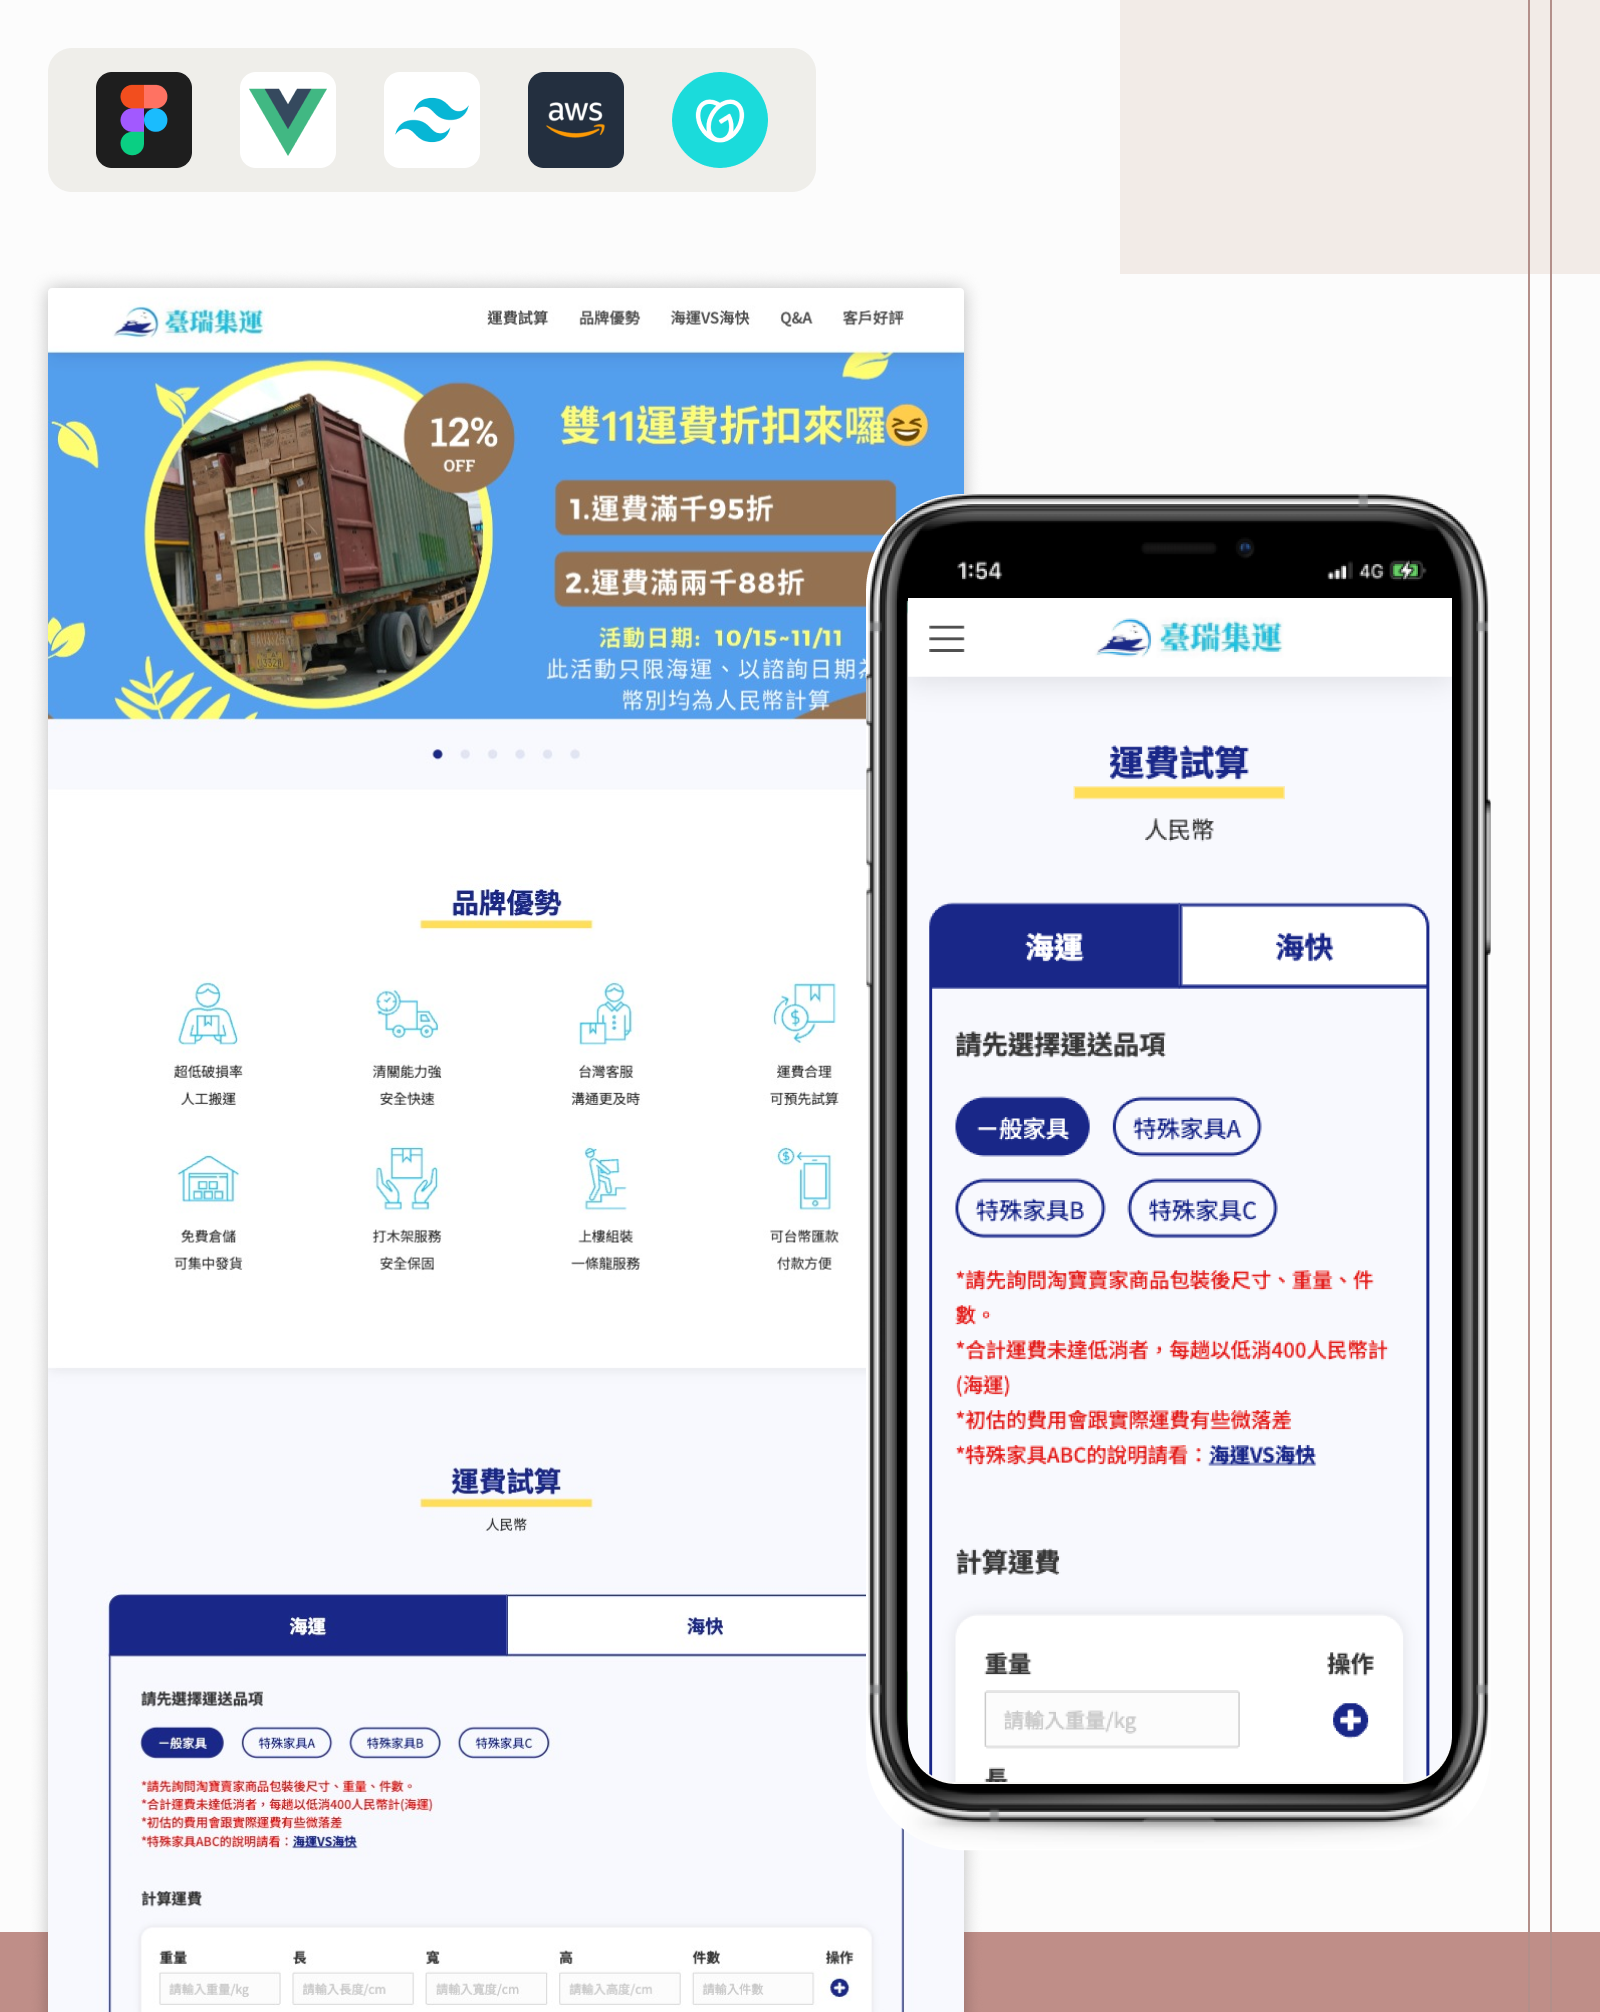 aws
臺瑞集運
運費試算
品牌優勢
海運VS海快
Q&A
客戶好評
12%
OFF
雙11運費折扣來囉😆
1.運費滿千95折
2.運費滿兩千88折
活動日期: 10/15~11/11
此活動只限海運、以諮詢日期
幣別均為人民幣計算
品牌優勢
超低破損率
人工搬運
清關能力強
安全快速
台灣客服
溝通更及時
運費合理
可預先試算
免費倉儲
可集中發貨
打木架服務
安全保固
上樓組裝
一條龍服務
可台幣匯款
付款方便
運費試算
人民幣
海運
海快
請先選擇運送品項
一般家具
特殊家具A
特殊家具B
特殊家具C
*請先詢問淘寶賣家商品包裝後尺寸、重量、件數。
*合計運費未達低消者，每趟以低消400人民幣計(海運)
*初估的費用會跟實際運費有些微落差
*特殊家具ABC的說明請看：海運VS海快
計算運費
重量
長
寬
高
件數
操作
請輸入重量/kg
請輸入長度/cm
請輸入寬度/cm
請輸入高度/cm
請輸入件數
1:54
4G
臺瑞集運
運費試算
人民幣
海運
海快
請先選擇運送品項
一般家具
特殊家具A
特殊家具B
特殊家具C
*請先詢問淘寶賣家商品包裝後尺寸、重量、件
數。
*合計運費未達低消者，每趟以低消400人民幣計
(海運)
*初估的費用會跟實際運費有些微落差
*特殊家具ABC的說明請看：海運VS海快
計算運費
重量
操作
請輸入重量/kg
長